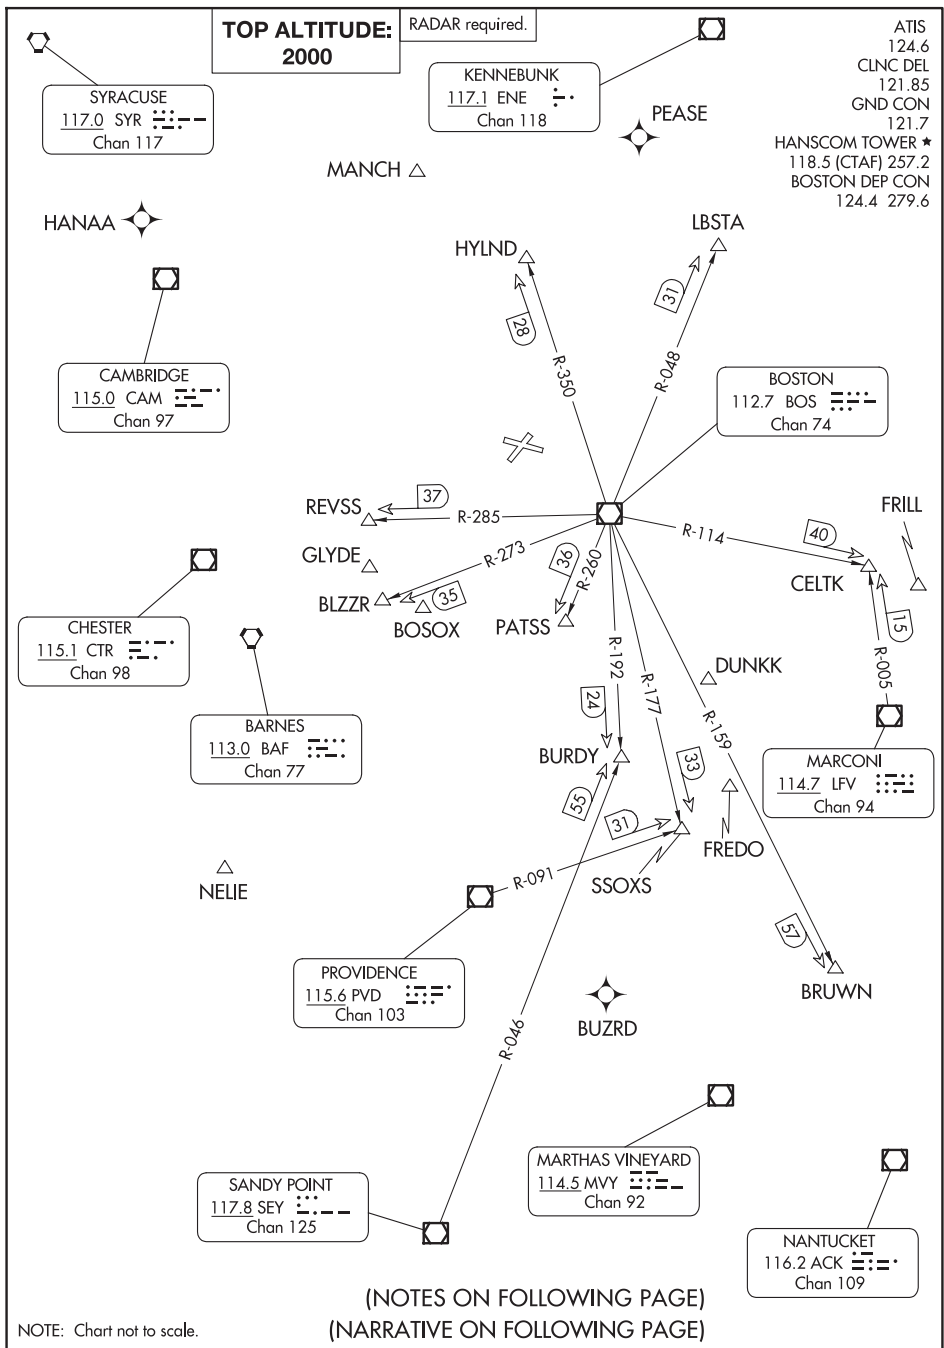 TOP ALTITUDE:
2000
RADAR required.
ATIS
124.6
CLNC DEL
121.85
GND CON
121.7
HANSCOM TOWER ★
118.5 (CTAF) 257.2
BOSTON DEP CON
124.4 279.6
SYRACUSE
117.0 SYR
Chan 117
KENNEBUNK
117.1 ENE
Chan 118
PEASE
MANCH
HANAA
LBSTA
HYLND
31
28
R-350
R-048
CAMBRIDGE
115.0 CAM
Chan 97
BOSTON
112.7 BOS
Chan 74
REVSS
37
R-285
FRILL
R-114
40
GLYDE
R-273
36
R-260
CELTK
BLZZR
35
BOSOX
PATSS
15
CHESTER
115.1 CTR
Chan 98
R-192
R-177
DUNKK
R-005
24
R-159
BARNES
113.0 BAF
Chan 77
BURDY
33
MARCONI
114.7 LFV
Chan 94
55
31
FREDO
NELIE
R-091
SSOXS
57
PROVIDENCE
115.6 PVD
Chan 103
BRUWN
BUZRD
R-046
MARTHAS VINEYARD
114.5 MVY
Chan 92
SANDY POINT
117.8 SEY
Chan 125
NANTUCKET
116.2 ACK
Chan 109
(NOTES ON FOLLOWING PAGE)
NOTE: Chart not to scale.
(NARRATIVE ON FOLLOWING PAGE)